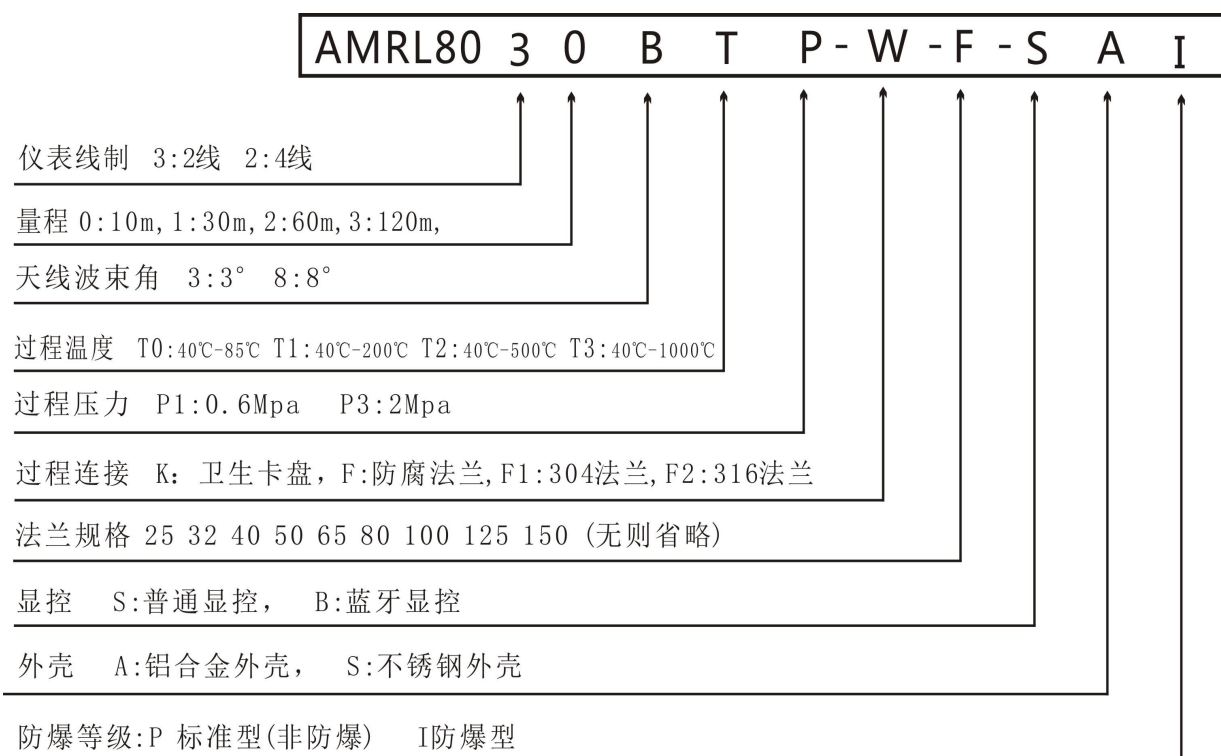 AMRL80 3 0 B T P - W - F - S A I
仪表线制 3:2线 2:4线
量程 0:10m,1:30m,2:60m,3:120m,
天线波束角 3:3° 8:8°
过程温度 T0:40℃-85℃ T1:40℃-200℃ T2:40℃-500℃ T3:40℃-1000℃
过程压力 P1:0.6Mpa P3:2Mpa
过程连接 K：卫生卡盘，F:防腐法兰,F1:304法兰,F2:316法兰
法兰规格 25 32 40 50 65 80 100 125 150 (无则省略)
显控 S:普通显控， B:蓝牙显控
外壳 A:铝合金外壳， S:不锈钢外壳
防爆等级:P 标准型(非防爆) I防爆型